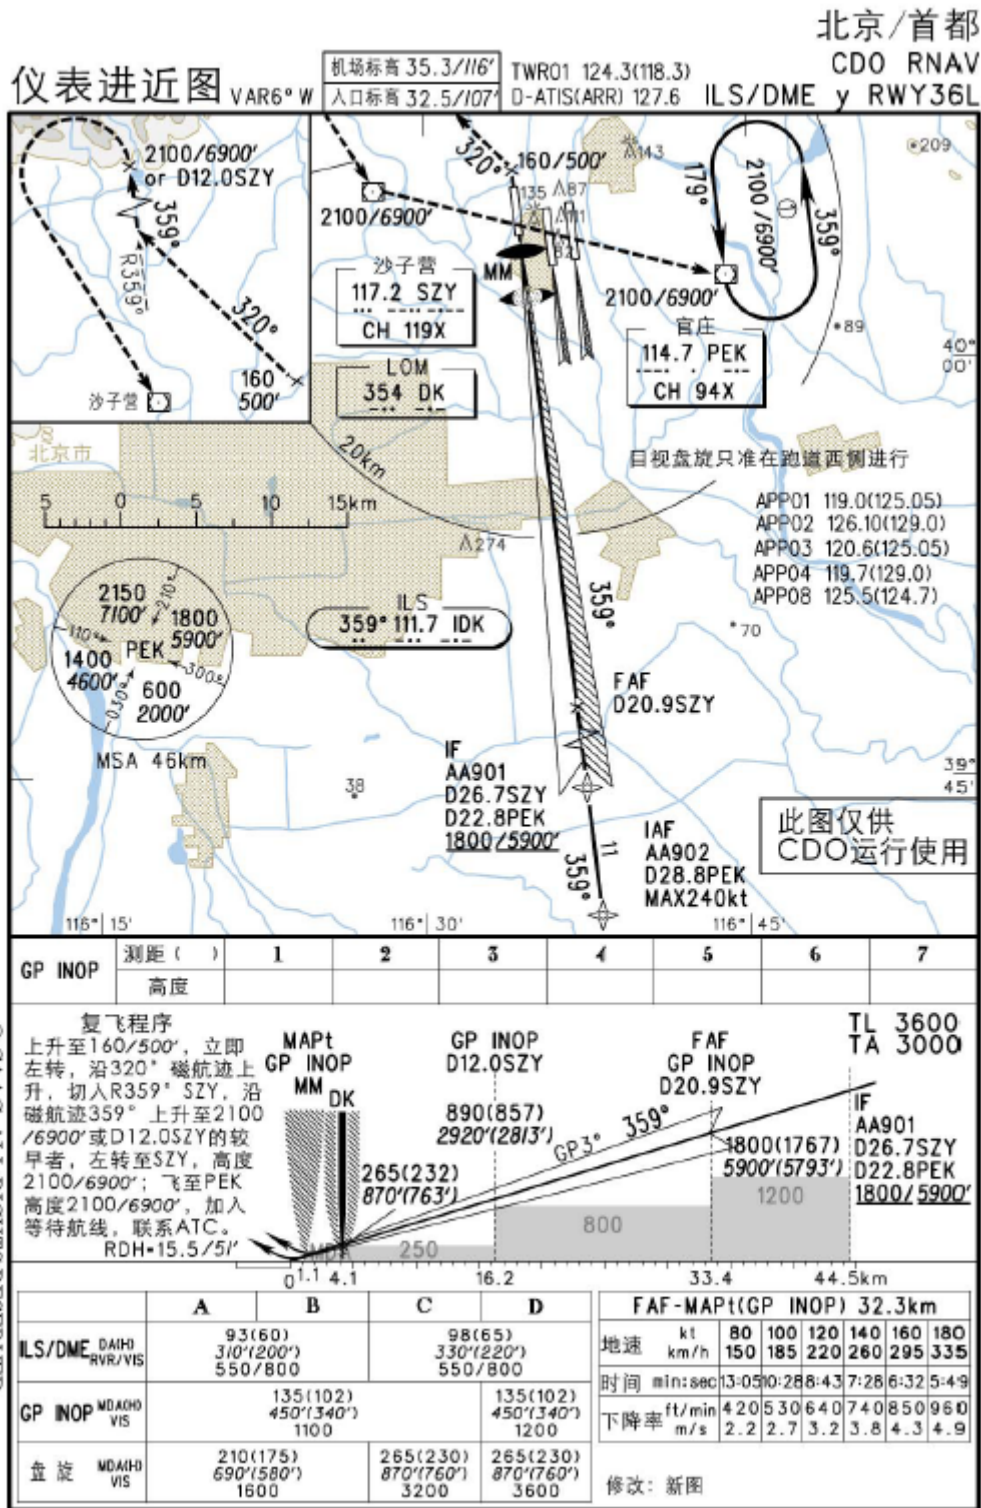 北京/首都
CDO RNAV
仪表进近图 VAR6° W
机场标高 35.3/116'
入口标高 32.5/107'
TWR01 124.3(118.3)
D-ATIS(ARR) 127.6
ILS/DME y RWY36L
2100/6900'
or D12.0SZY
359°
R359°
320°
160
500'
沙子营
320°
160/500'
2100/6900'
143
135
87
111
82
209
179°
2100/6900'
359°
2100/6900'
MM
沙子营
117.2 SZY
CH 119X
LOM
354 DK
官庄
114.7 PEK
CH 94X
89
40°
00'
北京市
20km
目视盘旋只准在跑道西侧进行
5 0 5 10 15km
APP01 119.0(125.05)
APP02 126.10(129.0)
APP03 120.6(125.05)
APP04 119.7(129.0)
APP08 125.5(124.7)
274
2150
7100'
210°
1800
5900'
110°
PEK
1400
4600'
300°
030°
600
2000'
MSA 46km
ILS
359° 111.7 IDK
359°
70
FAF
D20.9SZY
38
IF
AA901
D26.7SZY
D22.8PEK
1800/5900'
39°
45'
IAF
AA902
D28.8PEK
MAX240kt
359°
11
此图仅供
CDO运行使用
116° 15'
116° 30'
116° 45'
GP INOP 测距 ( ) 1 2 3 4 5 6 7
高度
复飞程序
上升至160/500'，立即
左转，沿320°磁航迹上
升，切入R359° SZY，沿
磁航迹359°上升至2100
/6900'或D12.0SZY的较
早者，左转至SZY，高度
2100/6900'；飞至PEK
高度2100/6900'，加入
等待航线，联系ATC。
RDH=15.5/51'
MAPt
GP INOP
MM
DK
GP INOP
D12.0SZY
FAF
GP INOP
D20.9SZY
TL 3600
TA 3000
IF
AA901
D26.7SZY
D22.8PEK
1800/5900'
890(857)
2920'(2813')
GP3°
359°
1800(1767)
5900'(5793')
265(232)
870'(763')
MDA
250
800
1200
0 1.1 4.1 16.2 33.4 44.5km
A B C D
ILS/DME DA(H) RVR/VIS
93(60)
310'(200')
550/800
98(65)
330'(220')
550/800
GP INOP MDA(H) VIS
135(102)
450'(340')
1100
135(102)
450'(340')
1200
盘旋 MDA(H) VIS
210(175)
690'(580')
1600
265(230)
870'(760')
3200
265(230)
870'(760')
3600
FAF-MAPt(GP INOP) 32.3km
地速 kt 80 100 120 140 160 180
km/h 150 185 220 260 295 335
时间 min:sec 13:05 10:28 8:43 7:28 6:32 5:49
下降率 ft/min 420 530 640 740 850 960
m/s 2.2 2.7 3.2 3.8 4.3 4.9
修改：新图